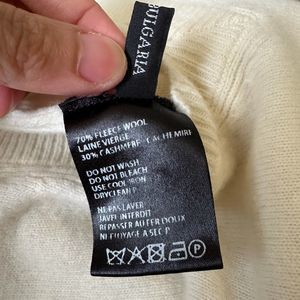 BULGARIA
70% FLEECE WOOL
LAINE VIERGE
30% CASHMERE CACHEMIRE
DO NOT WASH
DO NOT BLEACH
USE COOL IRON
DRYCLEAN P
NE PAS LAVER
JAVEL INTERDIT
REPASSER AU FER DOUX
NETTOYAGE A SEC P
P